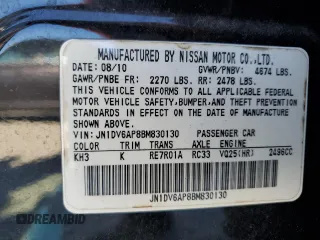 MANUFACTURED BY NISSAN MOTOR CO.,LTD.
DATE: 08/10 GVWR/PNBV: 4674 LBS.
GAWR/PNBE FR: 2270 LBS. RR: 2478 LBS.
THIS VEHICLE CONFORMS TO ALL APPLICABLE FEDERAL
MOTOR VEHICLE SAFETY, BUMPER, AND THEFT PREVENTION
STANDARDS IN EFFECT ON THE DATE OF MANUFACTURE
SHOWN ABOVE.
VIN: JN1DV6AP8BM830130 PASSENGER CAR
COLOR TRIM TRANS AXLE ENGINE
KH3 K RE7R01A RC33 VQ25(HR) 2496CC
JN1DV6AP8BM830130
DREAMBID